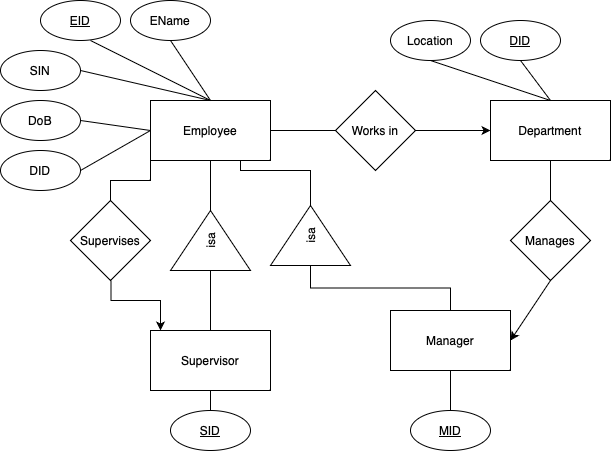 EID
EName
Location
DID
SIN
DoB
DID
Employee
Works in
Department
Supervises
isa
isa
Manages
Supervisor
Manager
SID
MID